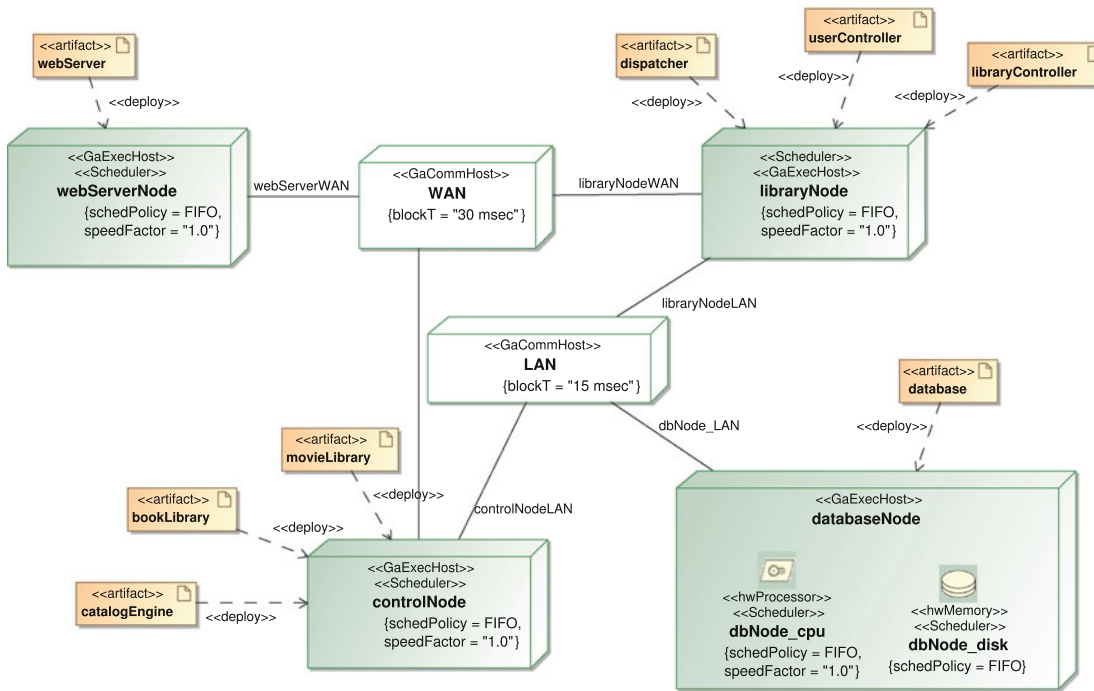 <<artifact>>
webServer
<<deploy>>
<<artifact>>
dispatcher
<<deploy>>
<<artifact>>
userController
<<deploy>>
<<artifact>>
libraryController
<<deploy>>
<<GaExecHost>>
<<Scheduler>>
webServerNode
{schedPolicy = FIFO,
speedFactor = "1.0"}
webServerWAN
<<GaCommHost>>
WAN
{blockT = "30 msec"}
libraryNodeWAN
<<Scheduler>>
<<GaExecHost>>
libraryNode
{schedPolicy = FIFO,
speedFactor = "1.0"}
libraryNodeLAN
<<GaCommHost>>
LAN
{blockT = "15 msec"}
dbNode_LAN
controlNodeLAN
<<artifact>>
database
<<deploy>>
<<artifact>>
movieLibrary
<<deploy>>
<<artifact>>
bookLibrary
<<deploy>>
<<artifact>>
catalogEngine
<<deploy>>
<<GaExecHost>>
<<Scheduler>>
controlNode
{schedPolicy = FIFO,
speedFactor = "1.0"}
<<GaExecHost>>
databaseNode
<<hwProcessor>>
<<Scheduler>>
dbNode_cpu
{schedPolicy = FIFO,
speedFactor = "1.0"}
<<hwMemory>>
<<Scheduler>>
dbNode_disk
{schedPolicy = FIFO}